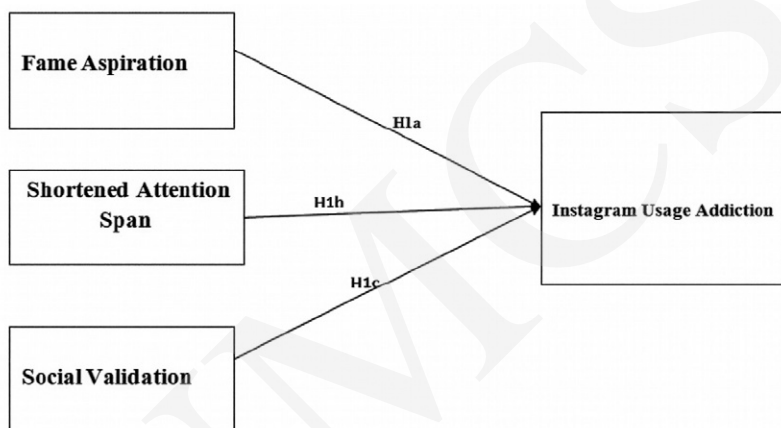 Fame Aspiration
H1a
Shortened Attention
Span
H1h
Instagram Usage Addiction
H1c
Social Validation